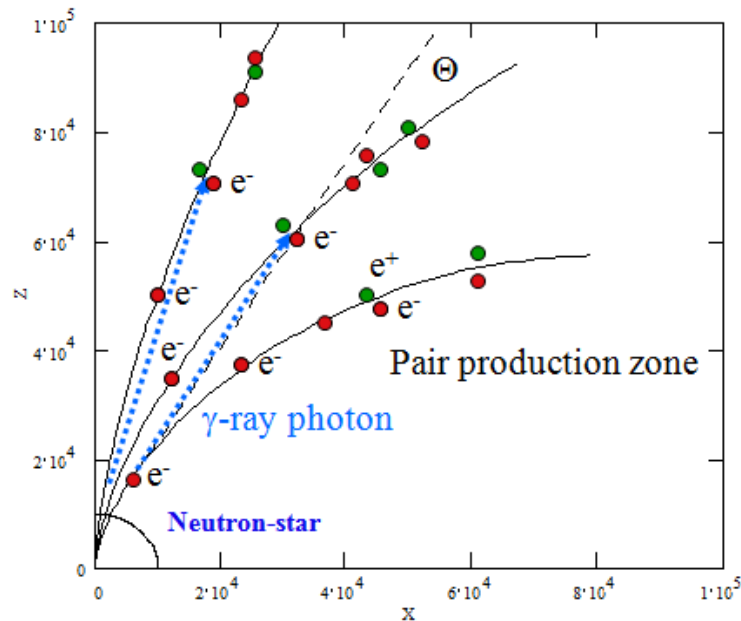 1·10⁵
Θ
8·10⁴
e⁻
6·10⁴
e⁻
e⁺
z
e⁻
e⁻
4·10⁴
e⁻
e⁻
Pair production zone
γ-ray photon
2·10⁴
e⁻
Neutron-star
0
0
2·10⁴
4·10⁴
6·10⁴
8·10⁴
1·10⁵
x